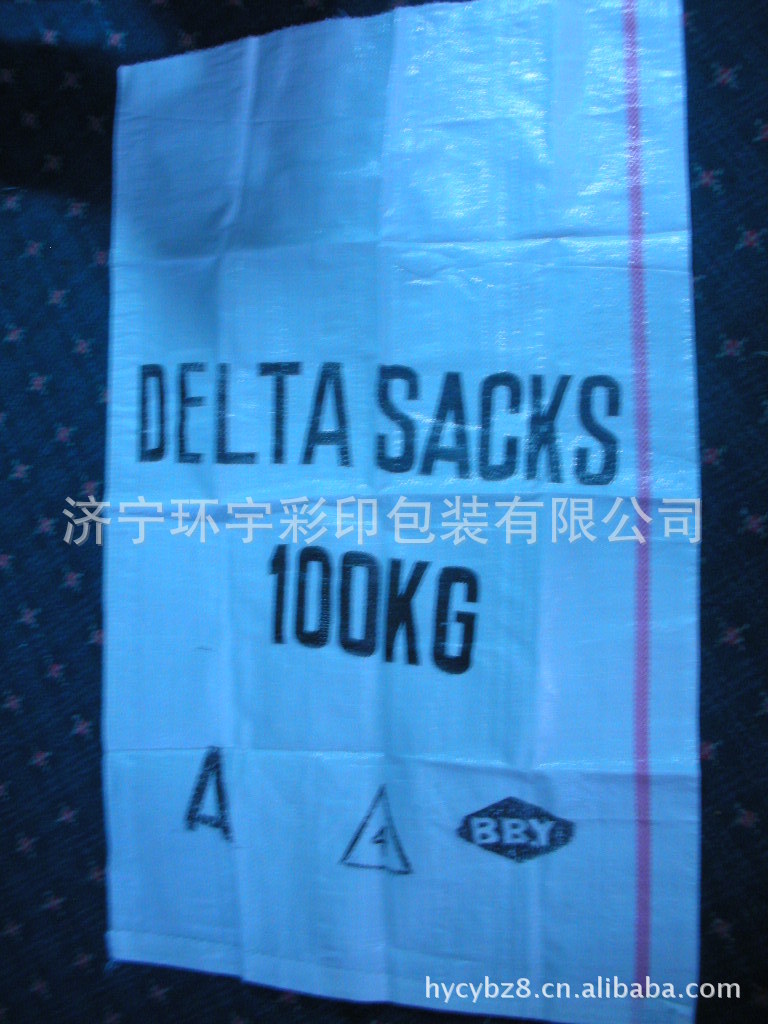 DELTA SACKS
济宁环宇彩印包装有限公司
100KG
A 4 BBY
hycybz8.cn.alibaba.com